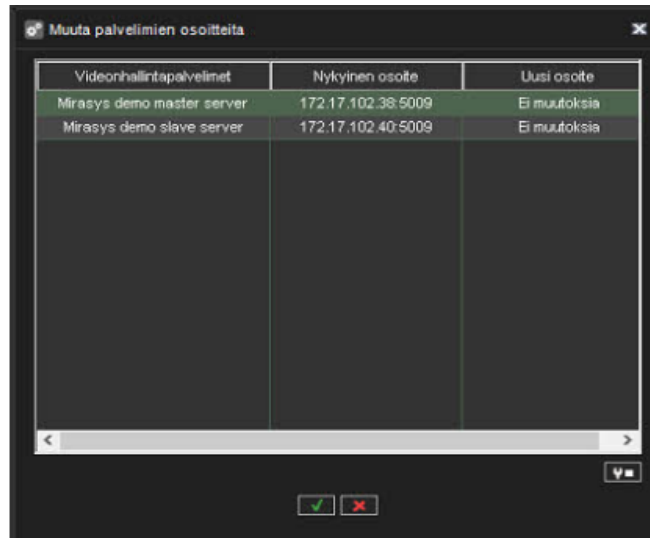 Muuta palvelimien osoitteita
Videonhallintapalvelimet Nykyinen osoite Uusi osoite
Mirasys demo master server 172.17.102.38:5009 Ei muutoksia
Mirasys demo slave server 172.17.102.40:5009 Ei muutoksia